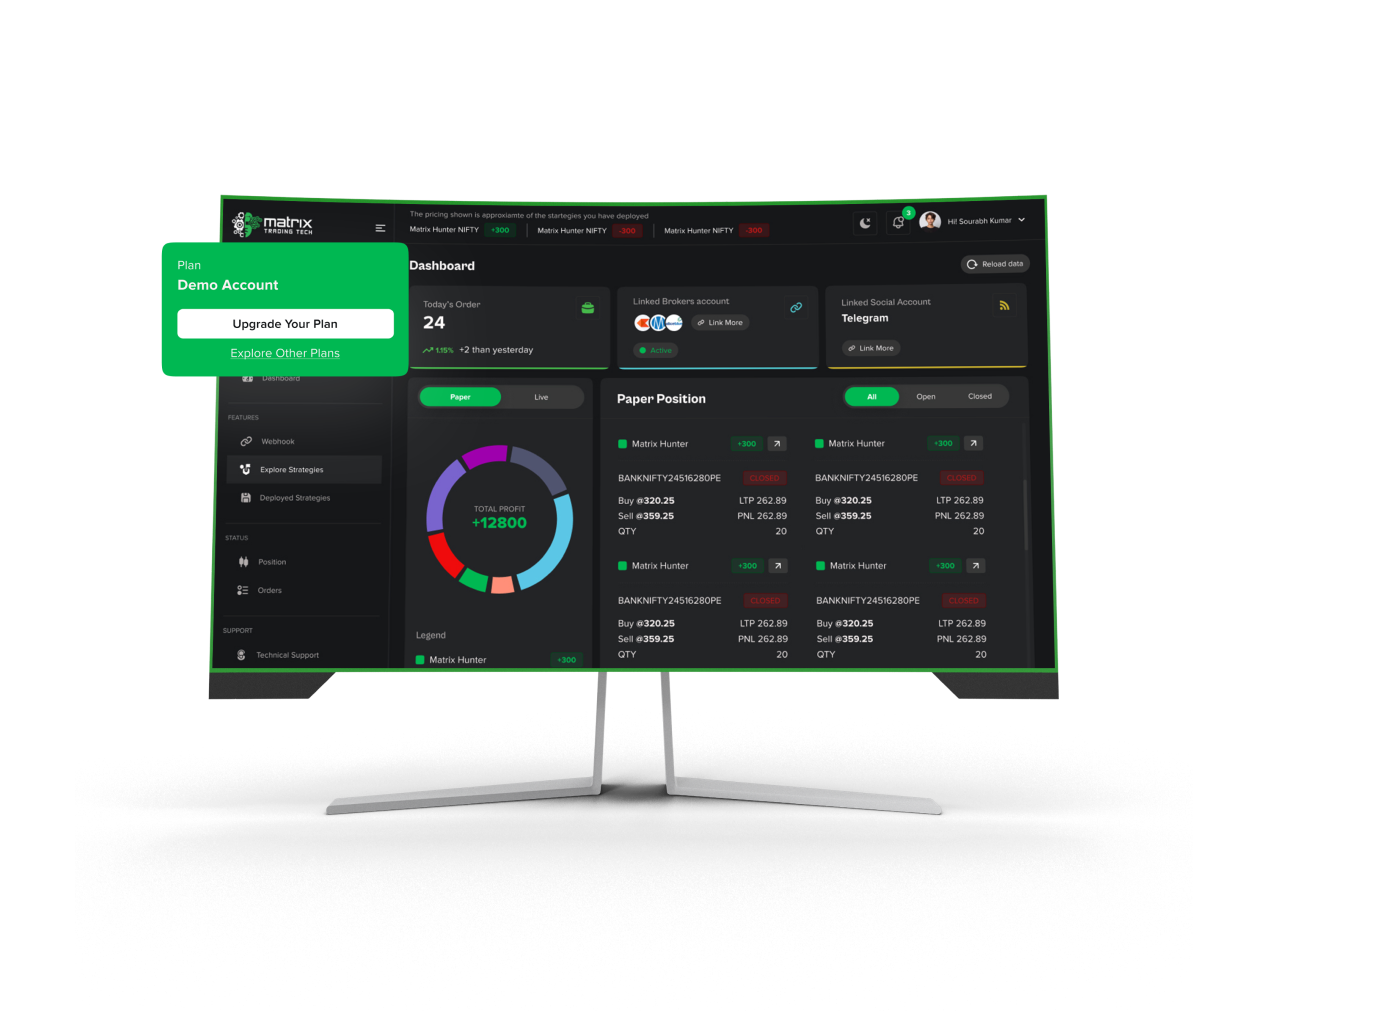 matrix
TRADING TECH
The pricing shown is approxiamte of the startegies you have deployed
Matrix Hunter NIFTY +300
Matrix Hunter NIFTY -300
Matrix Hunter NIFTY -300
3
Hi! Sourabh Kumar
Plan
Demo Account
Upgrade Your Plan
Explore Other Plans
Dashboard
FEATURES
Webhook
Explore Strategies
Deployed Strategies
STATUS
Position
Orders
SUPPORT
Technical Support
Dashboard
Reload data
Today's Order
24
1.15% +2 than yesterday
Linked Brokers account
Link More
Active
Linked Social Account
Telegram
Link More
Paper Live
TOTAL PROFIT
+12800
Legend
Matrix Hunter +300
Paper Position
All Open Closed
Matrix Hunter +300
BANKNIFTY24516280PE CLOSED
Buy @320.25 LTP 262.89
Sell @359.25 PNL 262.89
QTY 20
Matrix Hunter +300
BANKNIFTY24516280PE CLOSED
Buy @320.25 LTP 262.89
Sell @359.25 PNL 262.89
QTY 20
Matrix Hunter +300
BANKNIFTY24516280PE CLOSED
Buy @320.25 LTP 262.89
Sell @359.25 PNL 262.89
QTY 20
Matrix Hunter +300
BANKNIFTY24516280PE CLOSED
Buy @320.25 LTP 262.89
Sell @359.25 PNL 262.89
QTY 20